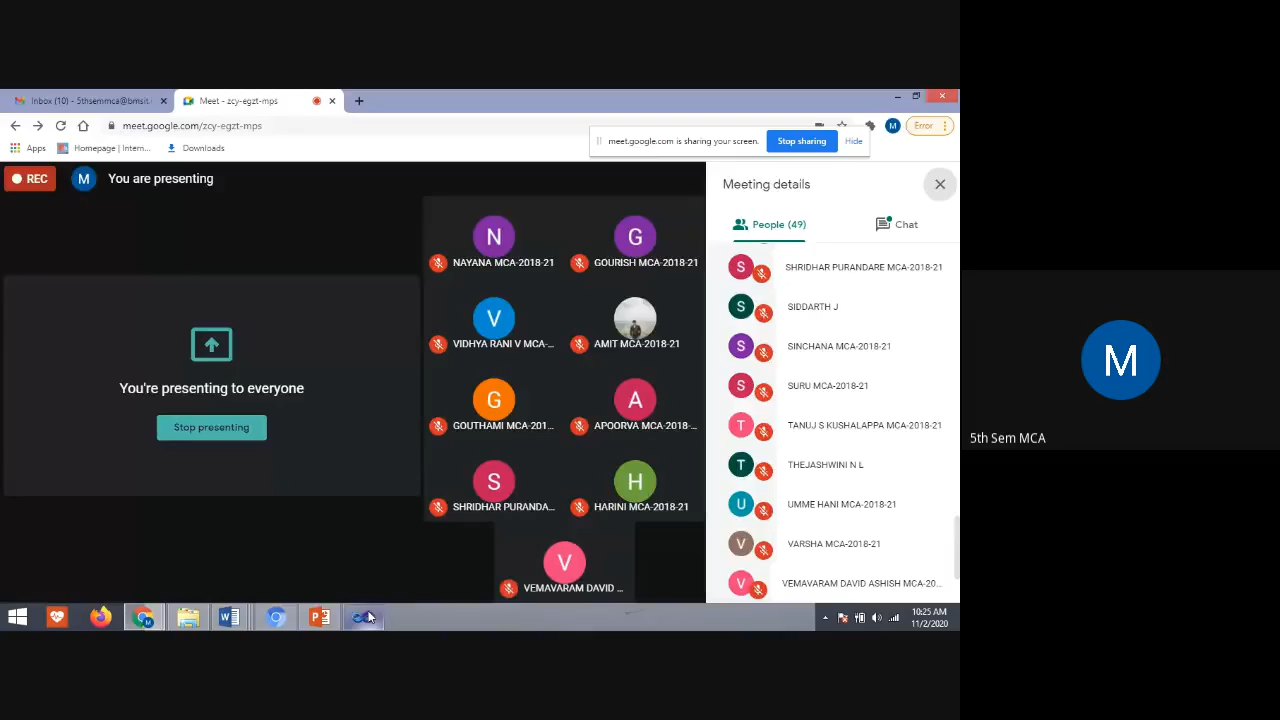 Inbox (10) - 5thsemmca@bmsit.
Meet - zcy-egzt-mps
meet.google.com/zcy-egzt-mps
M
Error
Apps
Homepage | Intern...
Downloads
meet.google.com is sharing your screen.
Stop sharing
Hide
REC
M
You are presenting
Meeting details
People (49)
Chat
You're presenting to everyone
Stop presenting
N
NAYANA MCA-2018-21
G
GOURISH MCA-2018-21
V
VIDHYA RANI V MCA-...
AMIT MCA-2018-21
G
GOUTHAMI MCA-201...
A
APOORVA MCA-2018-...
S
SHRIDHAR PURANDA...
H
HARINI MCA-2018-21
V
VEMAVARAM DAVID ...
S
SHRIDHAR PURANDARE MCA-2018-21
S
SIDDARTH J
S
SINCHANA MCA-2018-21
S
SURU MCA-2018-21
T
TANUJ S KUSHALAPPA MCA-2018-21
T
THEJASHWINI N L
U
UMME HANI MCA-2018-21
V
VARSHA MCA-2018-21
V
VEMAVARAM DAVID ASHISH MCA-20...
10:25 AM
11/2/2020
M
5th Sem MCA